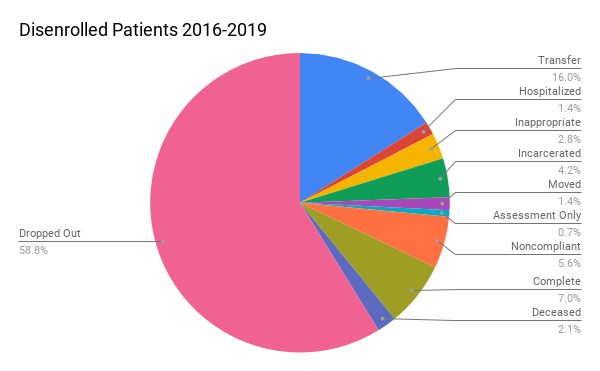 Disenrolled Patients 2016-2019
Transfer
16.0%
Hospitalized
1.4%
Inappropriate
2.8%
Incarcerated
4.2%
Moved
1.4%
Assessment Only
0.7%
Noncompliant
5.6%
Complete
7.0%
Deceased
2.1%
Dropped Out
58.8%